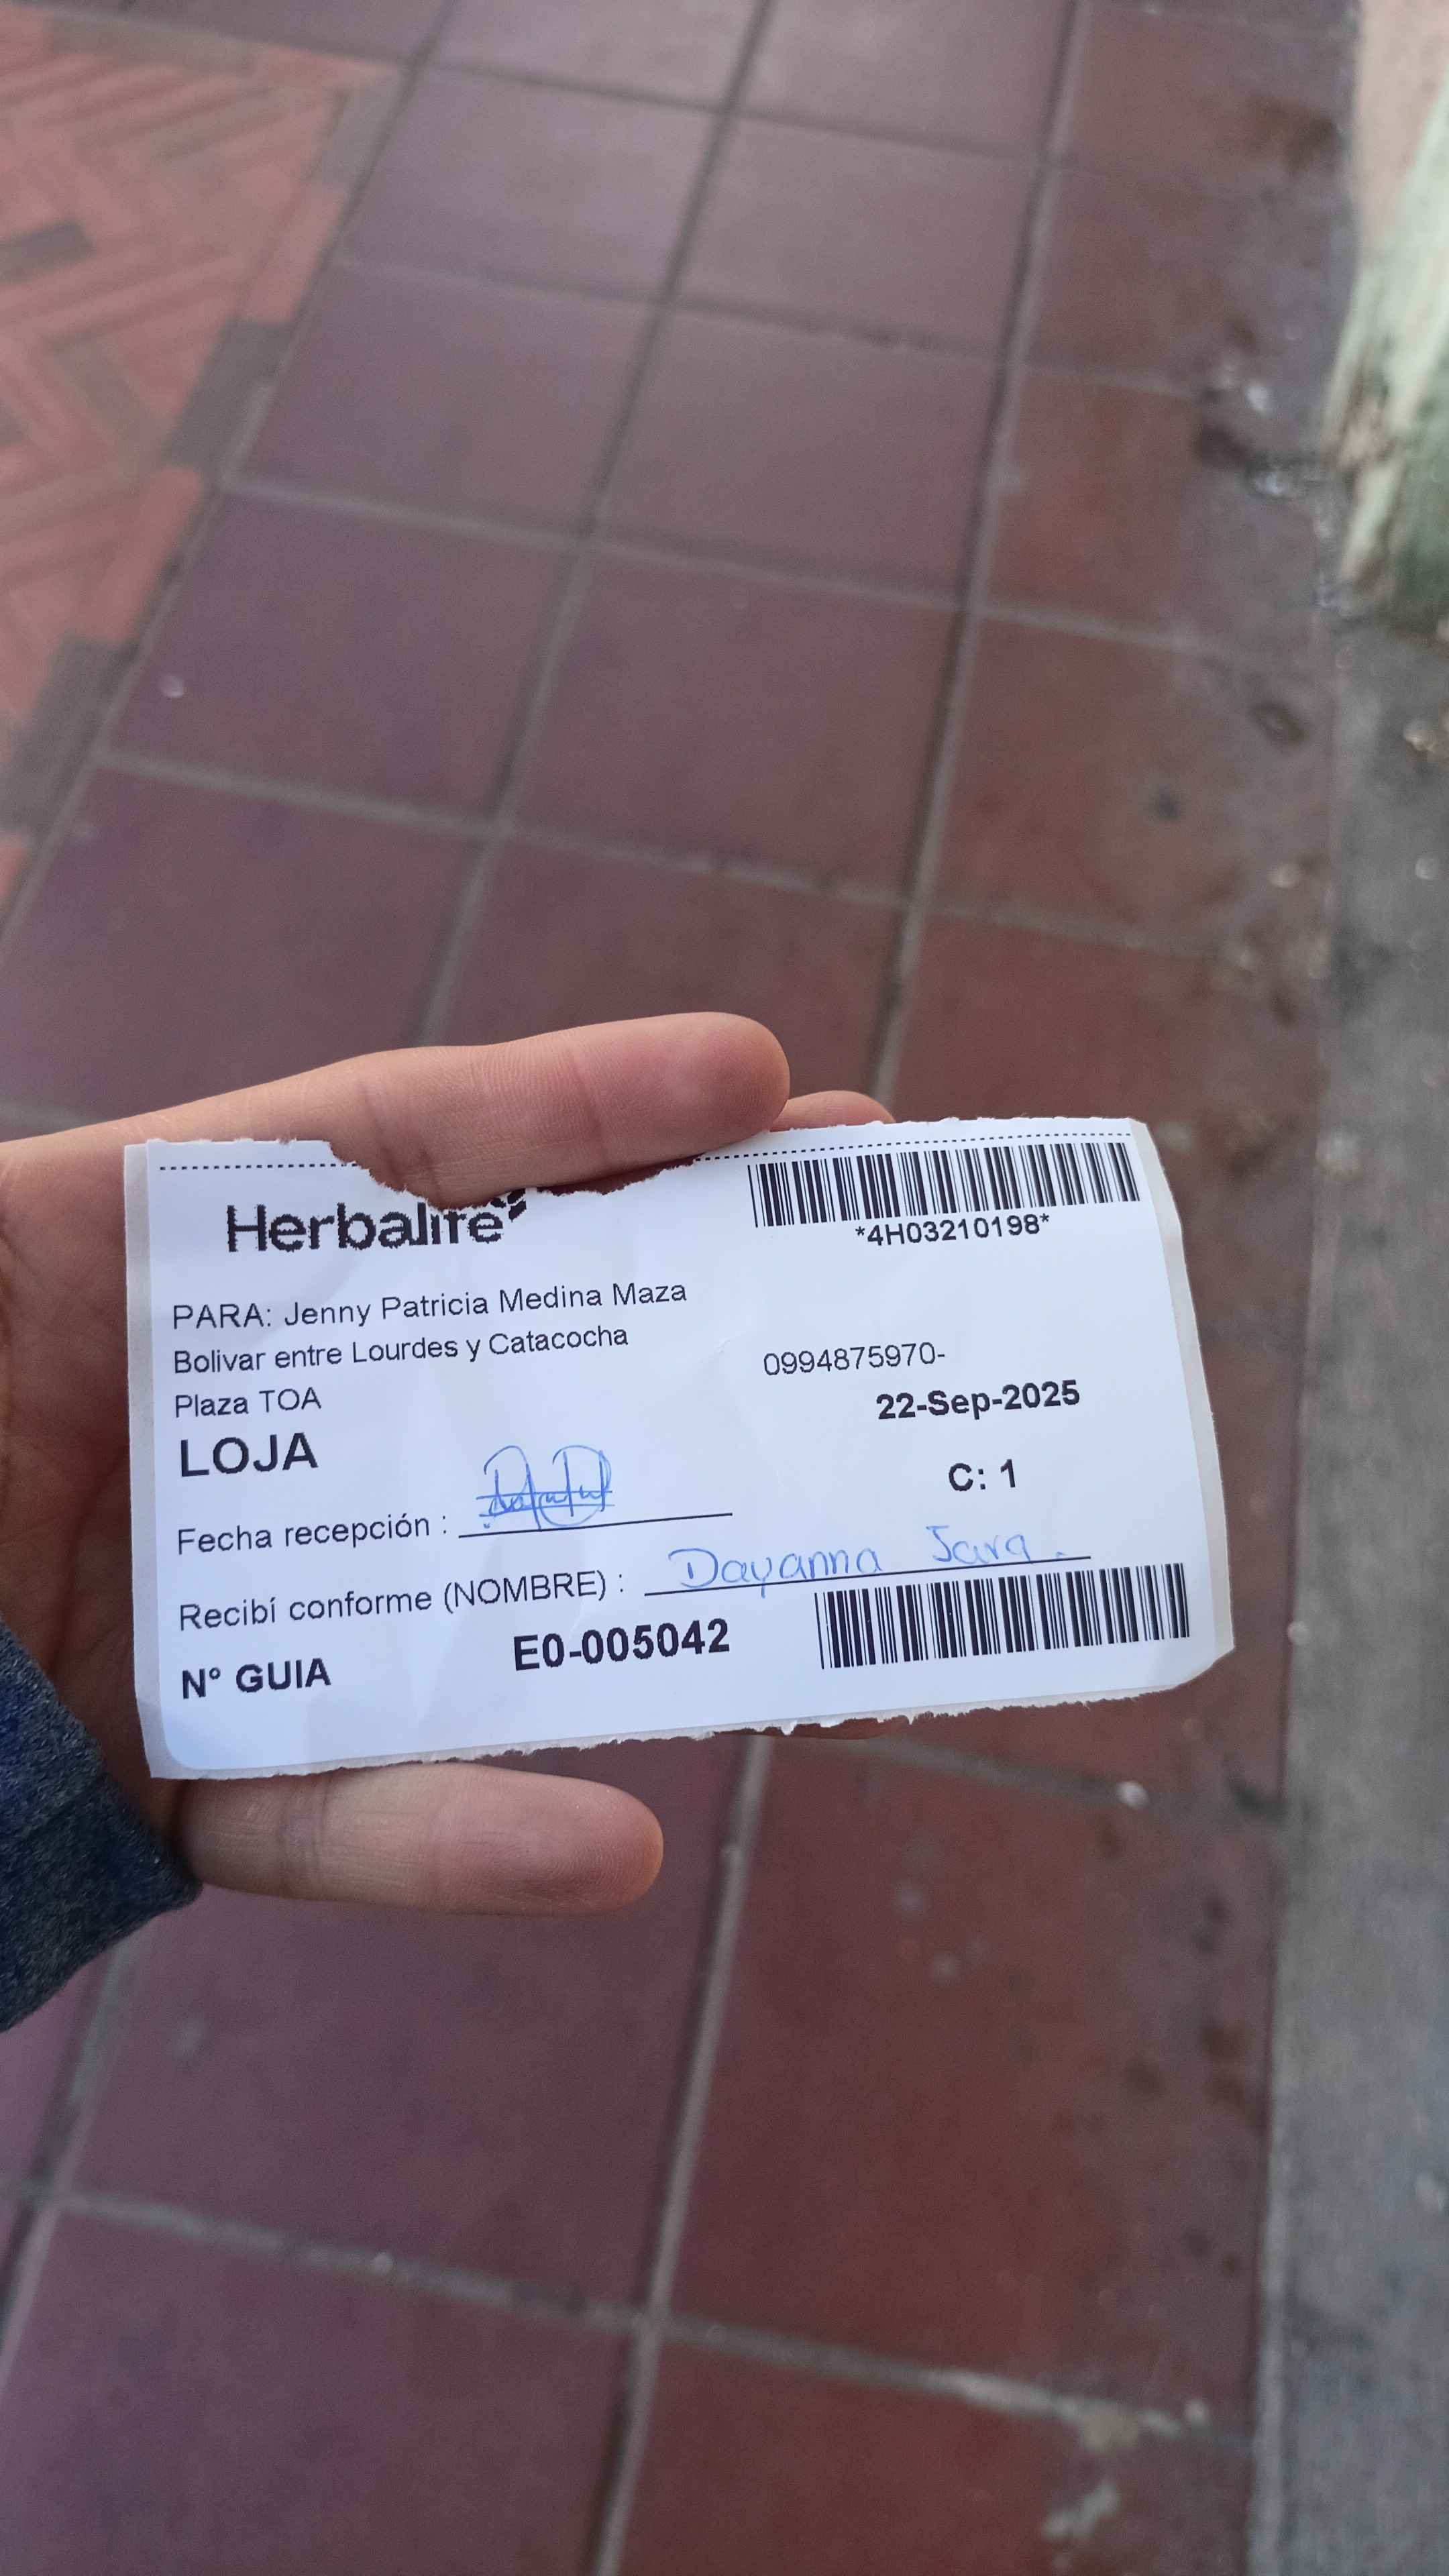 Herbalife
*4H03210198*
PARA: Jenny Patricia Medina Maza
Bolivar entre Lourdes y Catacocha
0994875970-
Plaza TOA
22-Sep-2025
LOJA
C: 1
Fecha recepción :
Recibí conforme (NOMBRE) : Dayanna Jara.
N° GUIA E0-005042